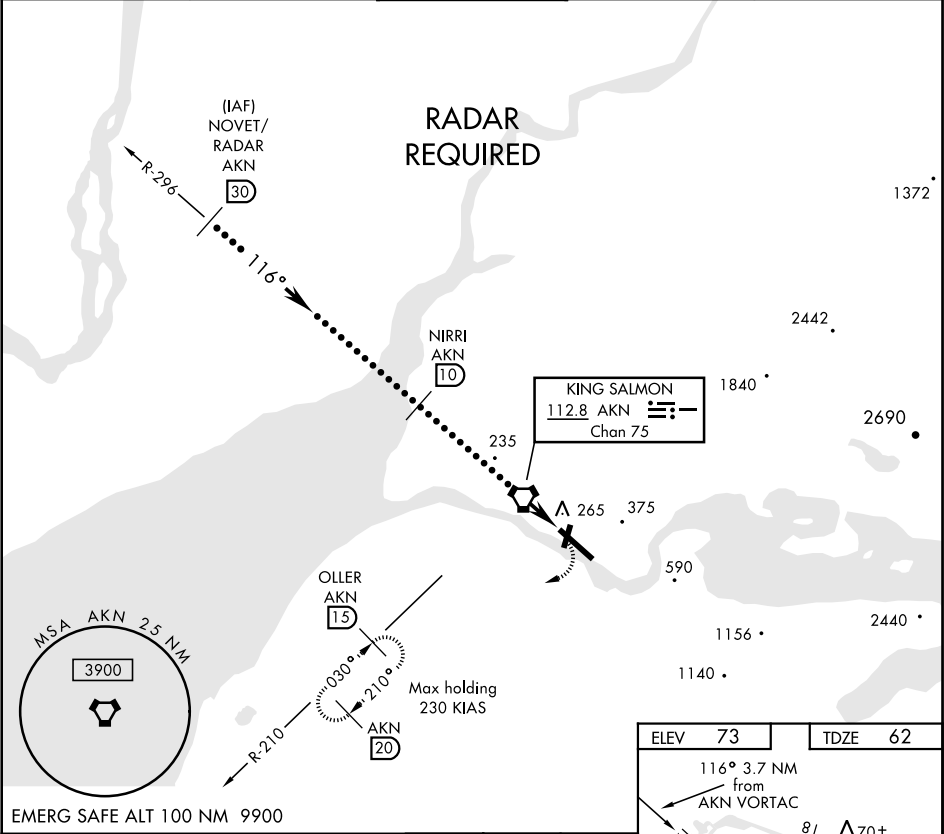 (IAF)
NOVET/
RADAR
AKN
30
R-296
116°
RADAR
REQUIRED
1372
2442
NIRRI
AKN
10
1840
KING SALMON
112.8 AKN
Chan 75
2690
235
265
375
590
OLLER
AKN
15
030°
210°
Max holding
230 KIAS
AKN
20
R-210
1156
2440
1140
MSA AKN 25 NM
3900
EMERG SAFE ALT 100 NM 9900
ELEV 73
TDZE 62
116° 3.7 NM
from
AKN VORTAC
70±